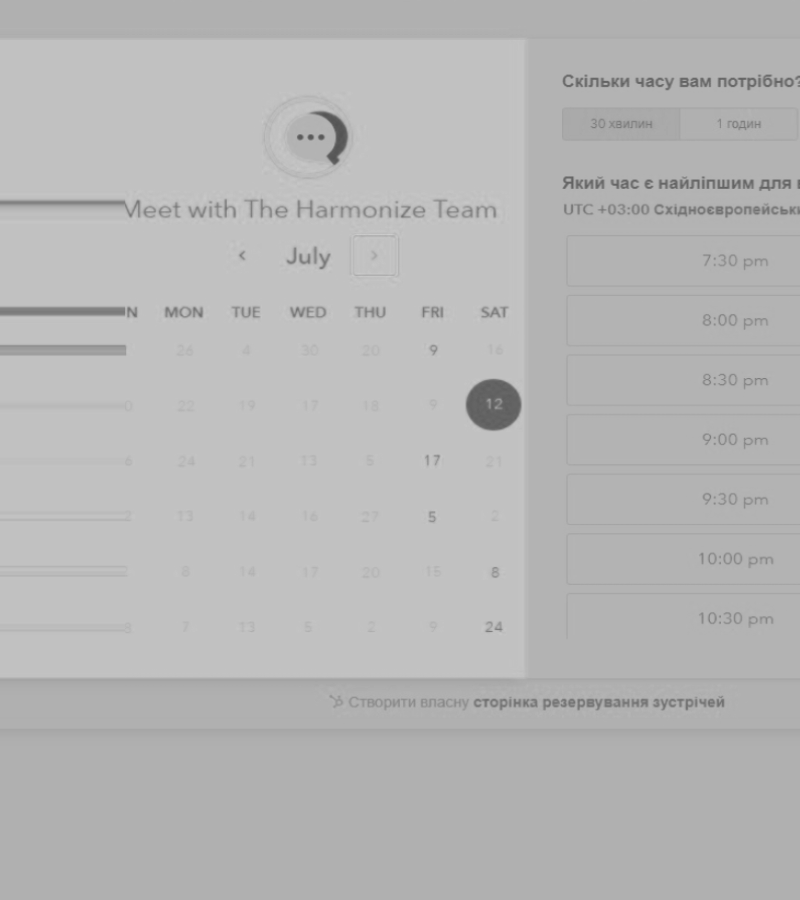 Meet with The Harmonize Team
July
N MON TUE WED THU FRI SAT
26 4 30 20 9 16
0 22 19 17 18 9 12
6 24 21 13 5 17 21
2 13 14 16 27 5 2
8 14 17 20 15 8
8 7 13 5 2 9 24
Скільки часу вам потрібно?
30 хвилин 1 годин
Який час є найліпшим для
UTC +03:00 Східноєвропейськи
7:30 pm
8:00 pm
8:30 pm
9:00 pm
9:30 pm
10:00 pm
10:30 pm
Створити власну сторінка резервування зустрічей